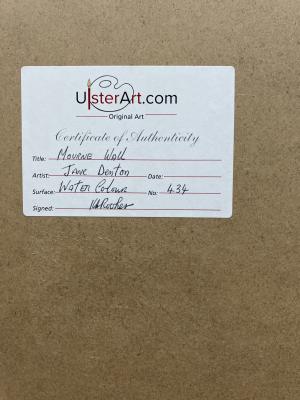 UlsterArt.com
Original Art
Certificate of Authenticity
Title: Mourne Wall
Artist: Jane Denton Date:
Surface: Water Colour No: 434
Signed: